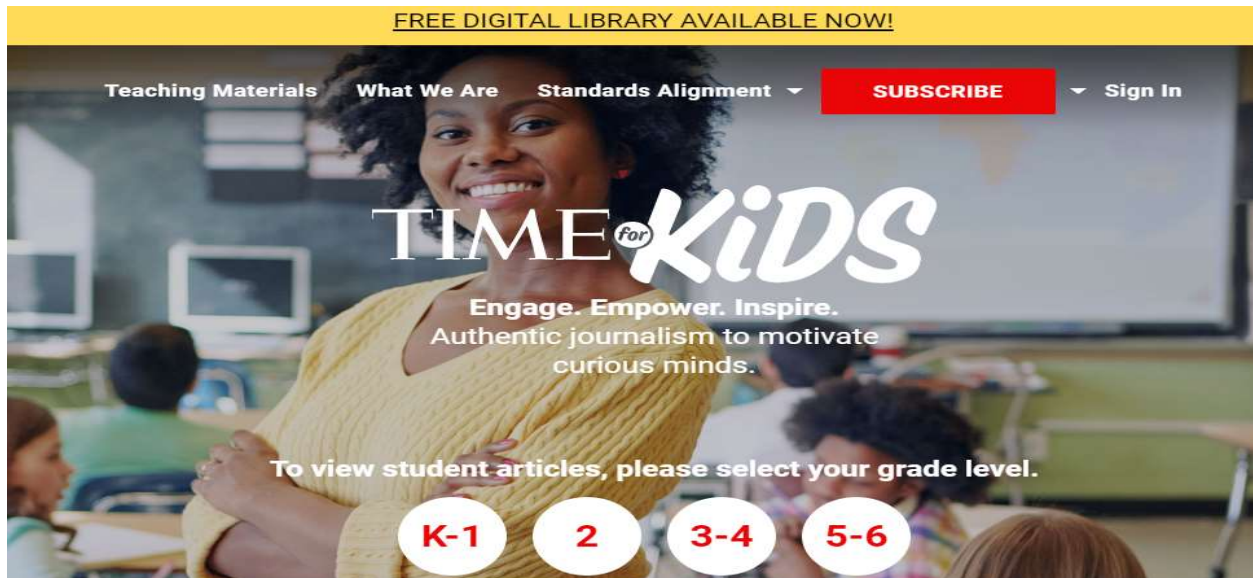 FREE DIGITAL LIBRARY AVAILABLE NOW!
Teaching Materials What We Are Standards Alignment SUBSCRIBE Sign In
TIME for KiDS
Engage. Empower. Inspire.
Authentic journalism to motivate
curious minds.
To view student articles, please select your grade level.
K-1 2 3-4 5-6